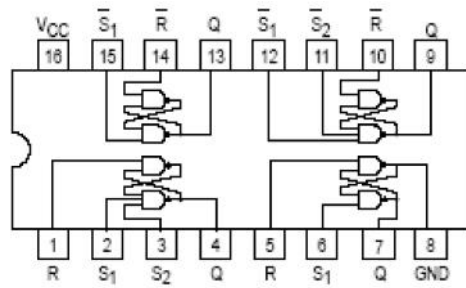 V_CC S̅₁ R̅ Q S̅₁ S̅₂ R̅ Q
16 15 14 13 12 11 10 9
1 2 3 4 5 6 7 8
R S₁ S₂ Q R S₁ Q GND